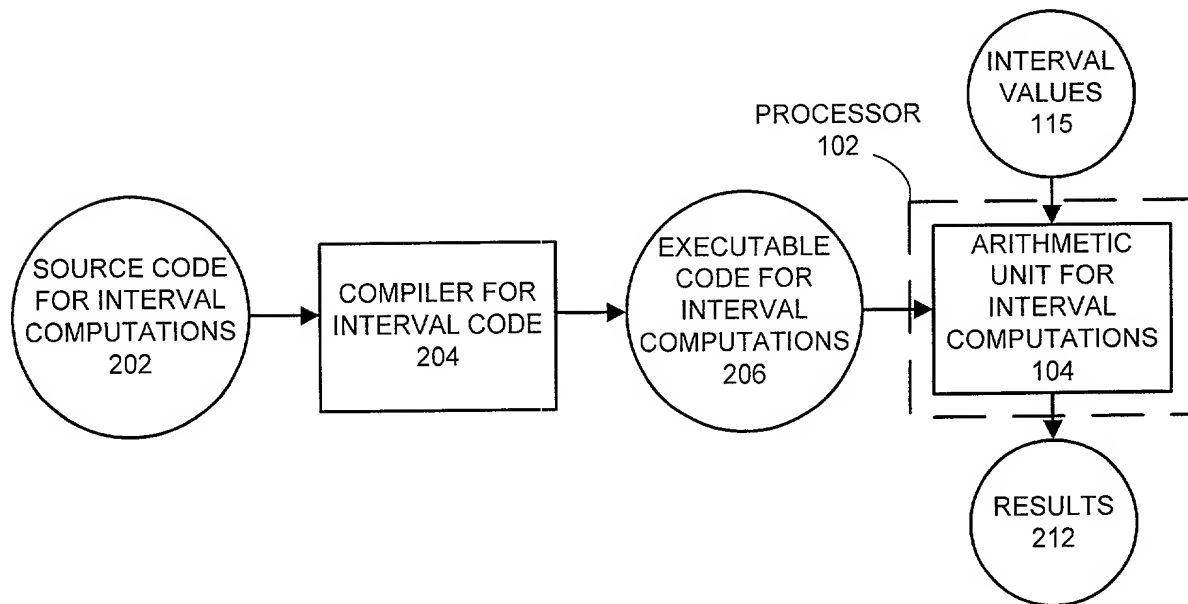 INTERVAL
VALUES
115
PROCESSOR
102
SOURCE CODE
FOR INTERVAL
COMPUTATIONS
202
COMPILER FOR
INTERVAL CODE
204
EXECUTABLE
CODE FOR
INTERVAL
COMPUTATIONS
206
ARITHMETIC
UNIT FOR
INTERVAL
COMPUTATIONS
104
RESULTS
212